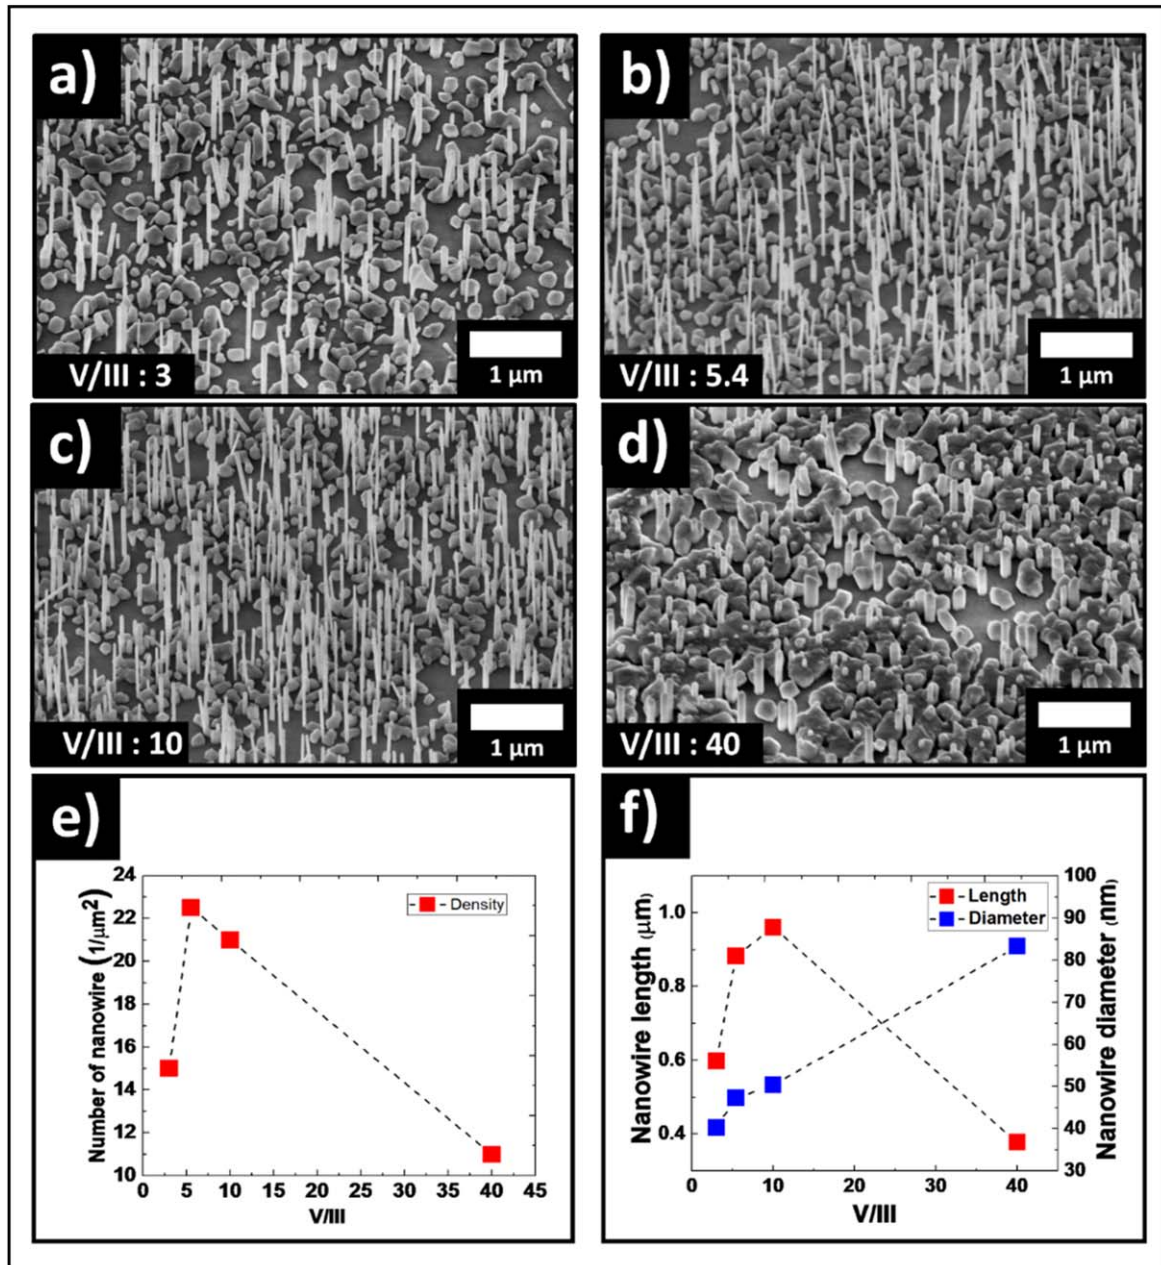 a)
V/III : 3
1 μm
b)
V/III : 5.4
1 μm
c)
V/III : 10
1 μm
d)
V/III : 40
1 μm
e)
Number of nanowire (1/μm²)
24
22
20
18
16
14
12
10
0 5 10 15 20 25 30 35 40 45
V/III
Density
f)
Nanowire length (μm)
1.0
0.8
0.6
0.4
0 10 20 30 40
V/III
Length
Diameter
100
90
80
70
60
50
40
30
Nanowire diameter (nm)